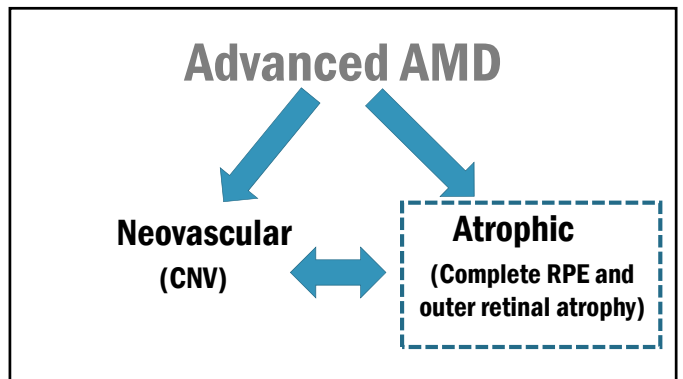 Advanced AMD
Neovascular
(CNV)
Atrophic
(Complete RPE and
outer retinal atrophy)